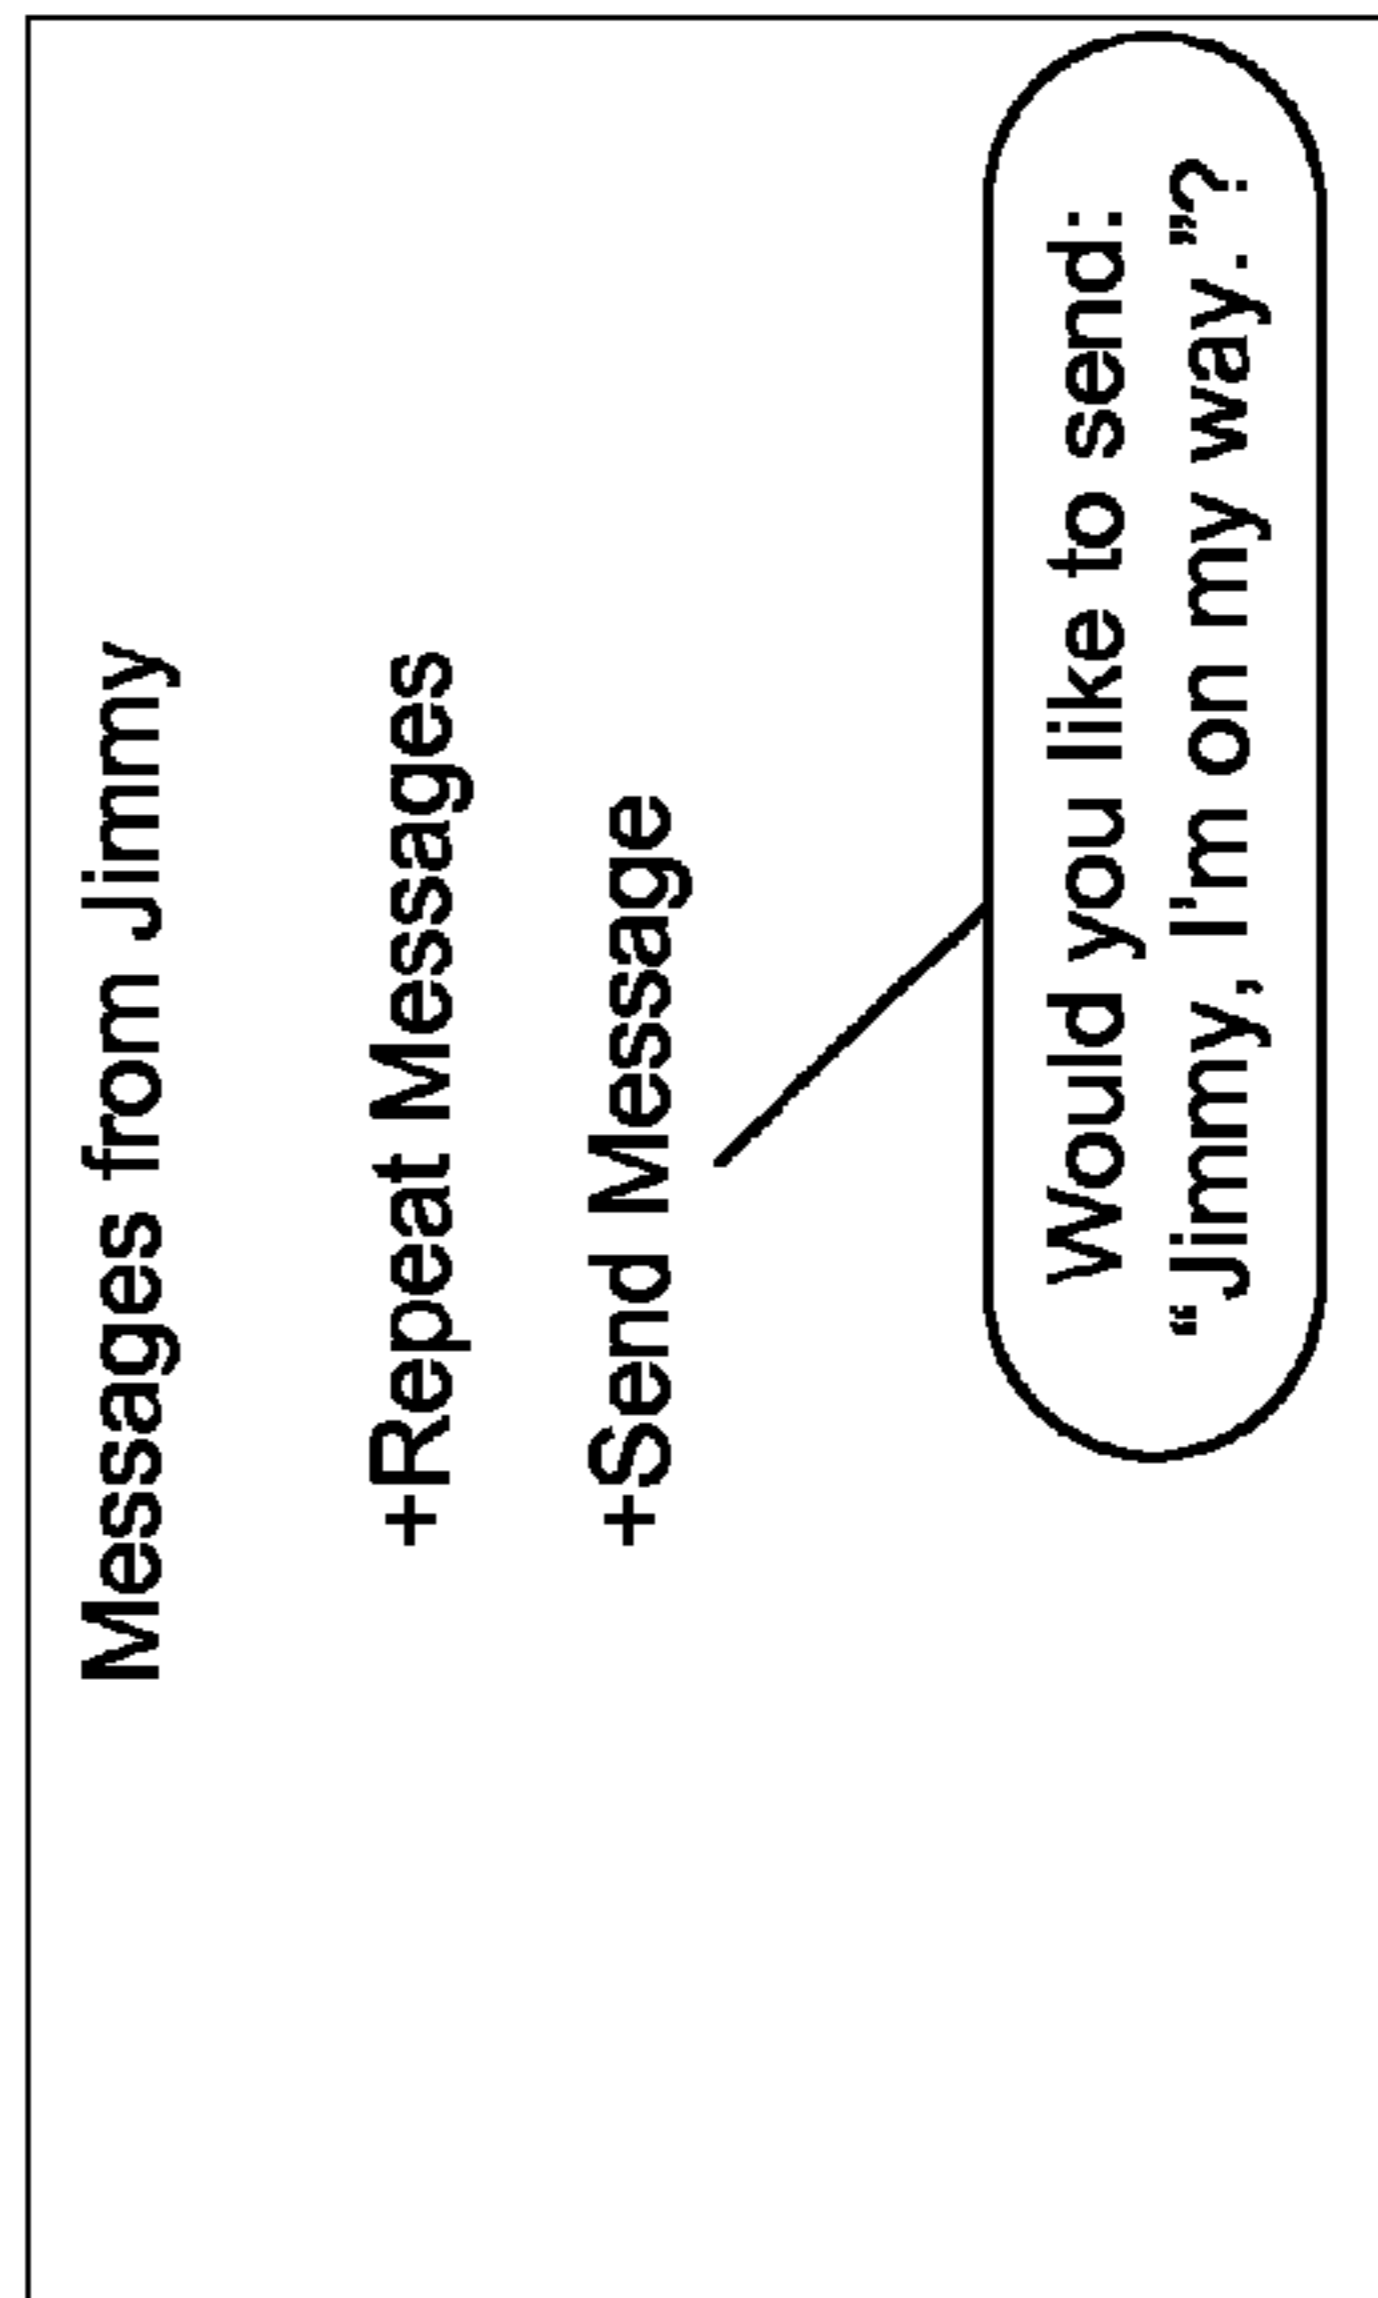 Messages from Jimmy
+Repeat Messages
+Send Message
Would you like to send:
“Jimmy, I'm on my way.”?